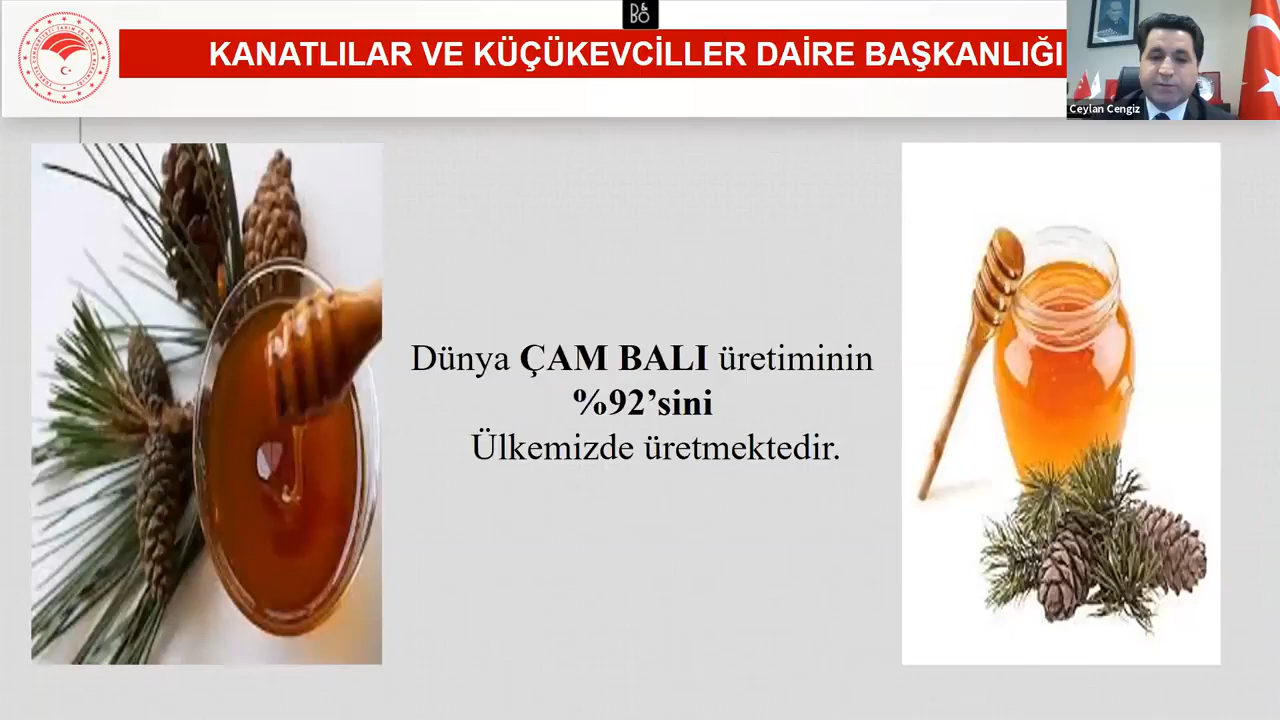 B&O
KANATLILAR VE KÜÇÜKEVCİLLER DAİRE BAŞKANLIĞI
Ceylan Cengiz
Dünya ÇAM BALI üretiminin
%92’sini
Ülkemizde üretmektedir.